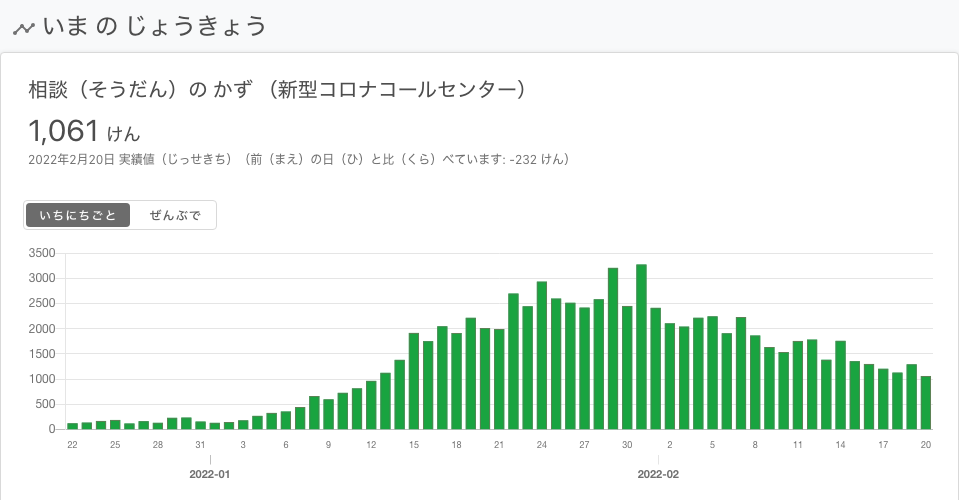 いま の じょうきょう
相談（そうだん）の かず （新型コロナコールセンター）
1,061 けん
2022年2月20日 実績値（じっせきち）（前（まえ）の日（ひ）と比（くら）べています: -232 けん）
いちにちごと ぜんぶで
3500
3000
2500
2000
1500
1000
500
0
22 25 28 31 3 6 9 12 15 18 21 24 27 30 2 5 8 11 14 17 20
2022-01 2022-02